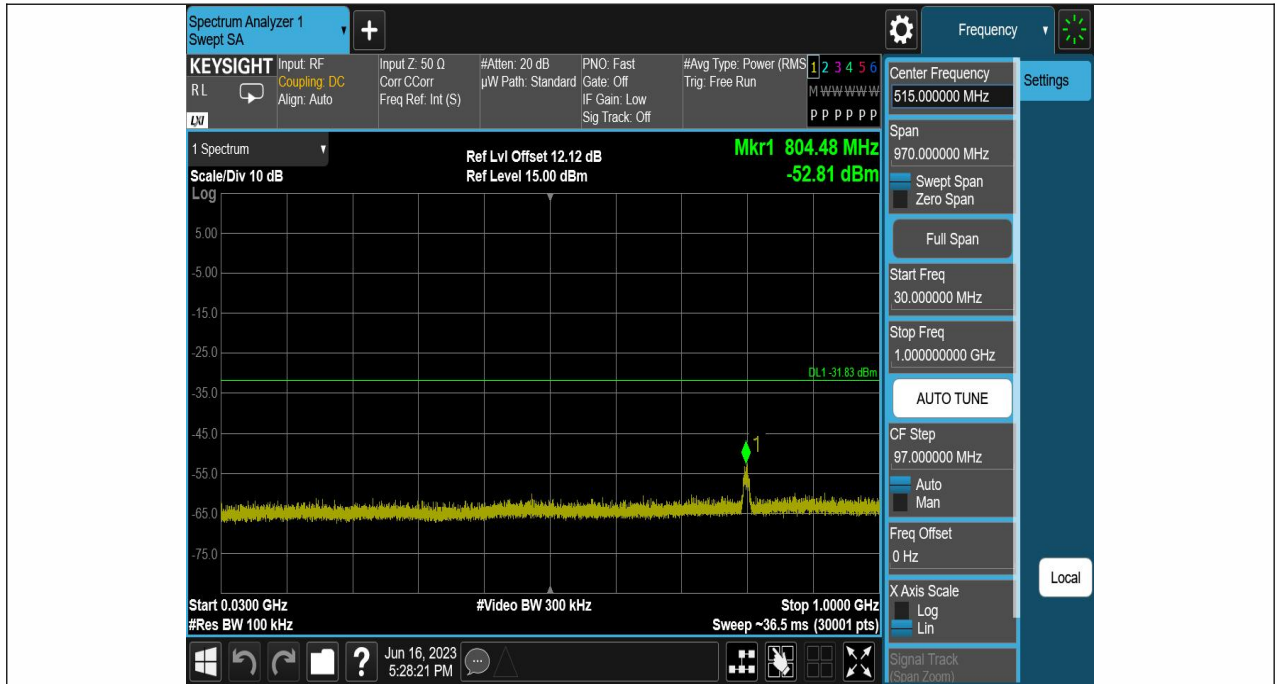 Spectrum Analyzer 1
Swept SA
+
Frequency
KEYSIGHT
RL
LXI
Input: RF
Coupling: DC
Align: Auto
Input Z: 50 Ω
Corr CCorr
Freq Ref: Int (S)
#Atten: 20 dB
µW Path: Standard
PNO: Fast
Gate: Off
IF Gain: Low
Sig Track: Off
#Avg Type: Power (RMS
Trig: Free Run
1 2 3 4 5 6
M W W W W W
P P P P P P
1 Spectrum
Scale/Div 10 dB
Ref Lvl Offset 12.12 dB
Ref Level 15.00 dBm
Mkr1 804.48 MHz
-52.81 dBm
Log
5.00
-5.00
-15.0
-25.0
DL1 -31.83 dBm
-35.0
-45.0
1
-55.0
-65.0
-75.0
Start 0.0300 GHz
#Res BW 100 kHz
#Video BW 300 kHz
Stop 1.0000 GHz
Sweep ~36.5 ms (30001 pts)
Center Frequency
515.000000 MHz
Settings
Span
970.000000 MHz
Swept Span
Zero Span
Full Span
Start Freq
30.000000 MHz
Stop Freq
1.000000000 GHz
AUTO TUNE
CF Step
97.000000 MHz
Auto
Man
Freq Offset
0 Hz
X Axis Scale
Log
Lin
Signal Track
(Span Zoom)
Local
?
Jun 16, 2023
5:28:21 PM